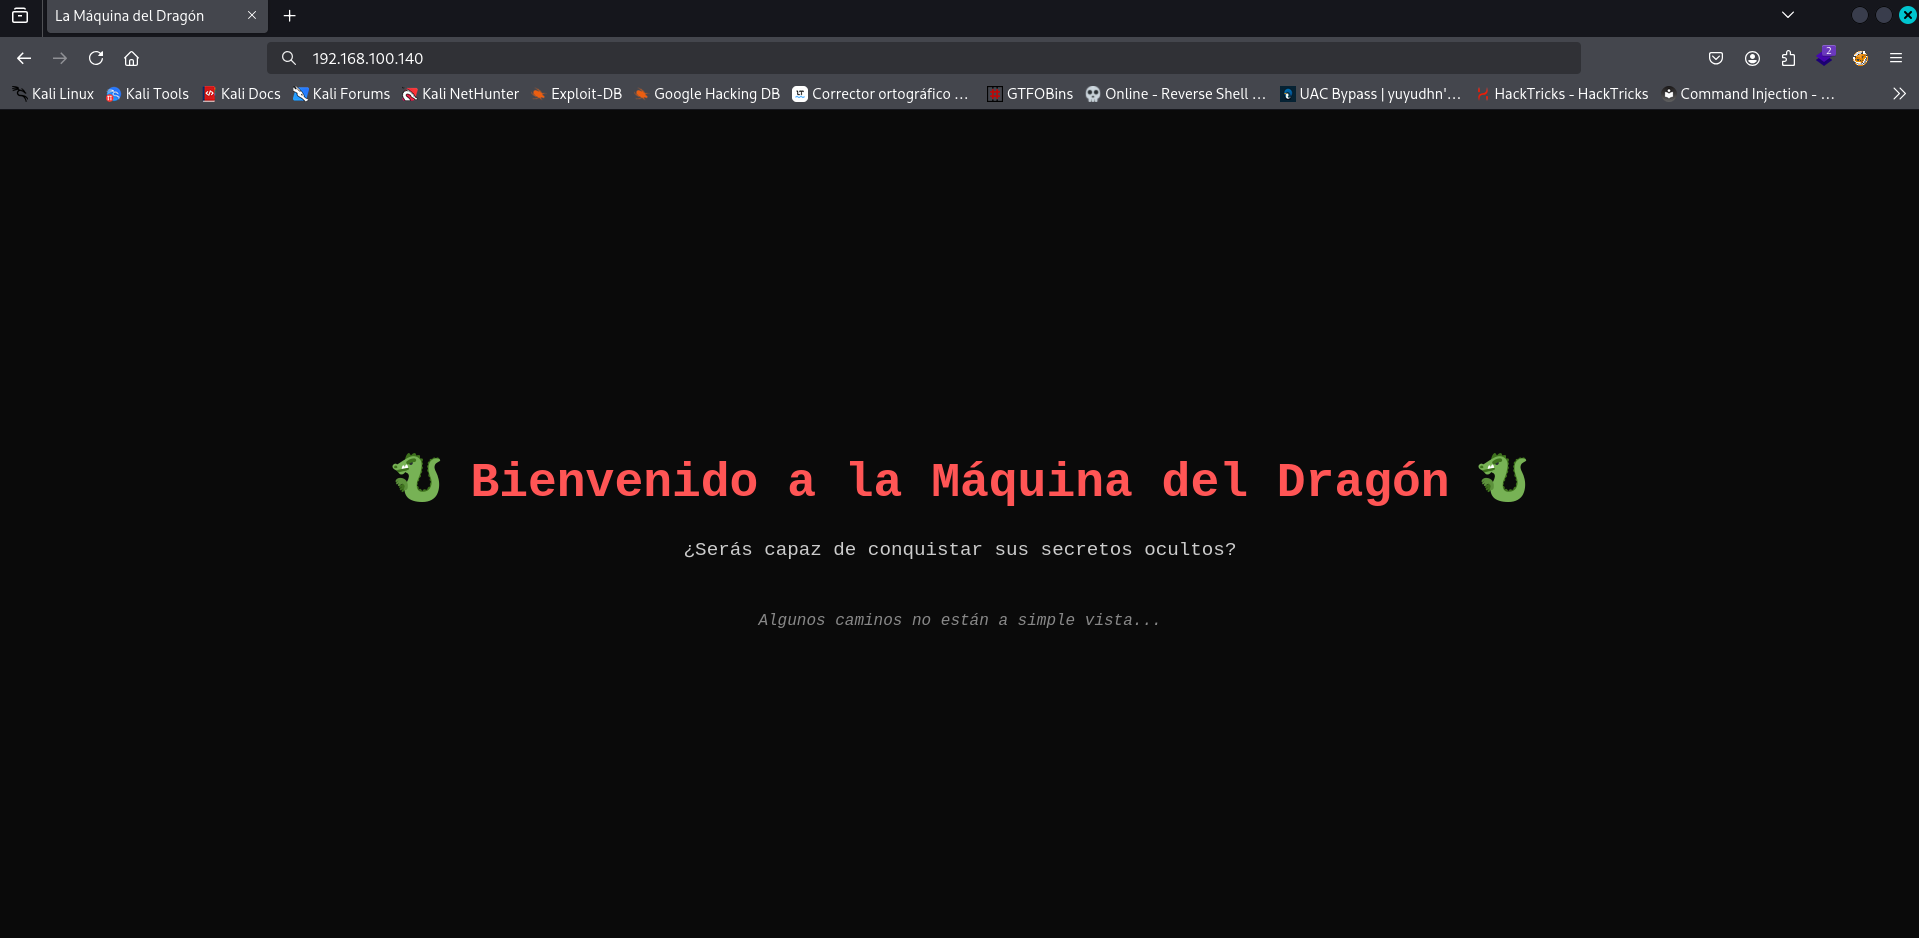 La Máquina del Dragón
192.168.100.140
2
Kali Linux Kali Tools Kali Docs Kali Forums Kali NetHunter Exploit-DB Google Hacking DB Corrector ortográfico ... GTFOBins Online - Reverse Shell ... UAC Bypass | yuyudhn'... HackTricks - HackTricks Command Injection - ...
Bienvenido a la Máquina del Dragón
¿Serás capaz de conquistar sus secretos ocultos?
Algunos caminos no están a simple vista...